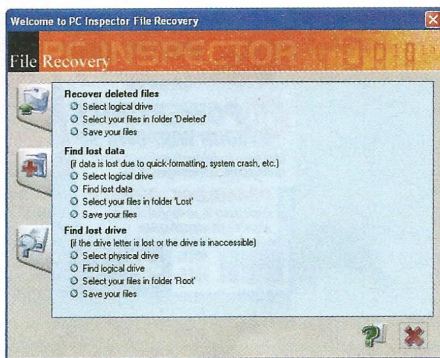 Welcome to PC Inspector File Recovery
PC INSPECTOR
File Recovery
Recover deleted files
Select logical drive
Select your files in folder 'Deleted'
Save your files
Find lost data
(if data is lost due to quick-formatting, system crash, etc.)
Select logical drive
Find lost data
Select your files in folder 'Lost'
Save your files
Find lost drive
(if the drive letter is lost or the drive is inaccessible)
Select physical drive
Find logical drive
Select your files in folder 'Root'
Save your files